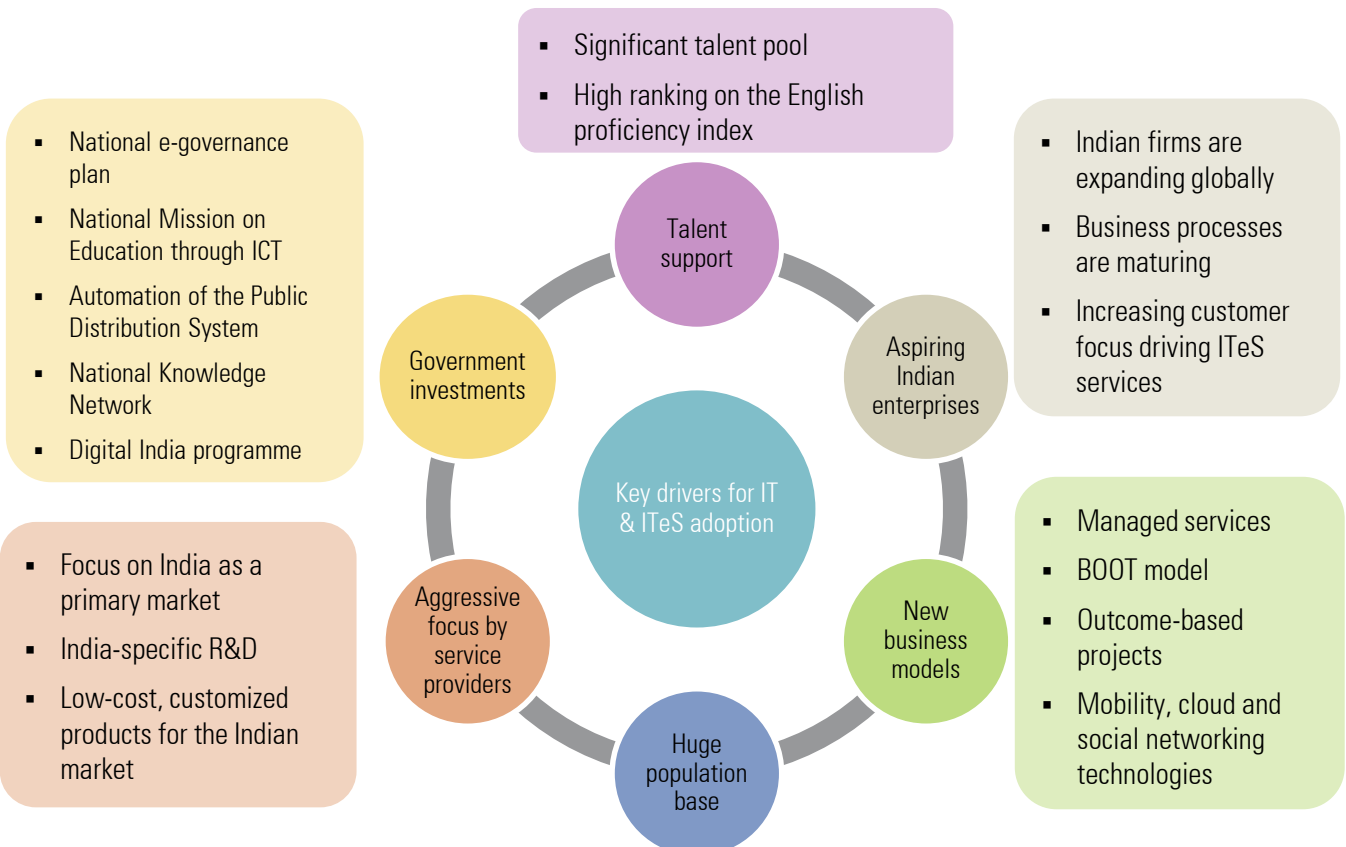 ▪ Significant talent pool
▪ High ranking on the English
proficiency index
▪ National e-governance
plan
▪ National Mission on
Education through ICT
▪ Automation of the Public
Distribution System
▪ National Knowledge
Network
▪ Digital India programme
▪ Indian firms are
expanding globally
▪ Business processes
are maturing
▪ Increasing customer
focus driving ITeS
services
Talent
support
Government
investments
Aspiring
Indian
enterprises
Key drivers for IT
& ITeS adoption
▪ Focus on India as a
primary market
▪ India-specific R&D
▪ Low-cost, customized
products for the Indian
market
Aggressive
focus by
service
providers
New
business
models
▪ Managed services
▪ BOOT model
▪ Outcome-based
projects
▪ Mobility, cloud and
social networking
technologies
Huge
population
base